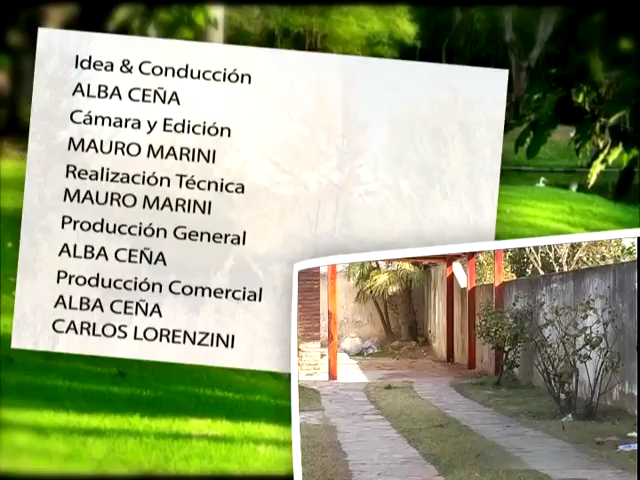 Idea & Conducción
ALBA CEÑA
Cámara y Edición
MAURO MARINI
Realización Técnica
MAURO MARINI
Producción General
ALBA CEÑA
Producción Comercial
ALBA CEÑA
CARLOS LORENZINI